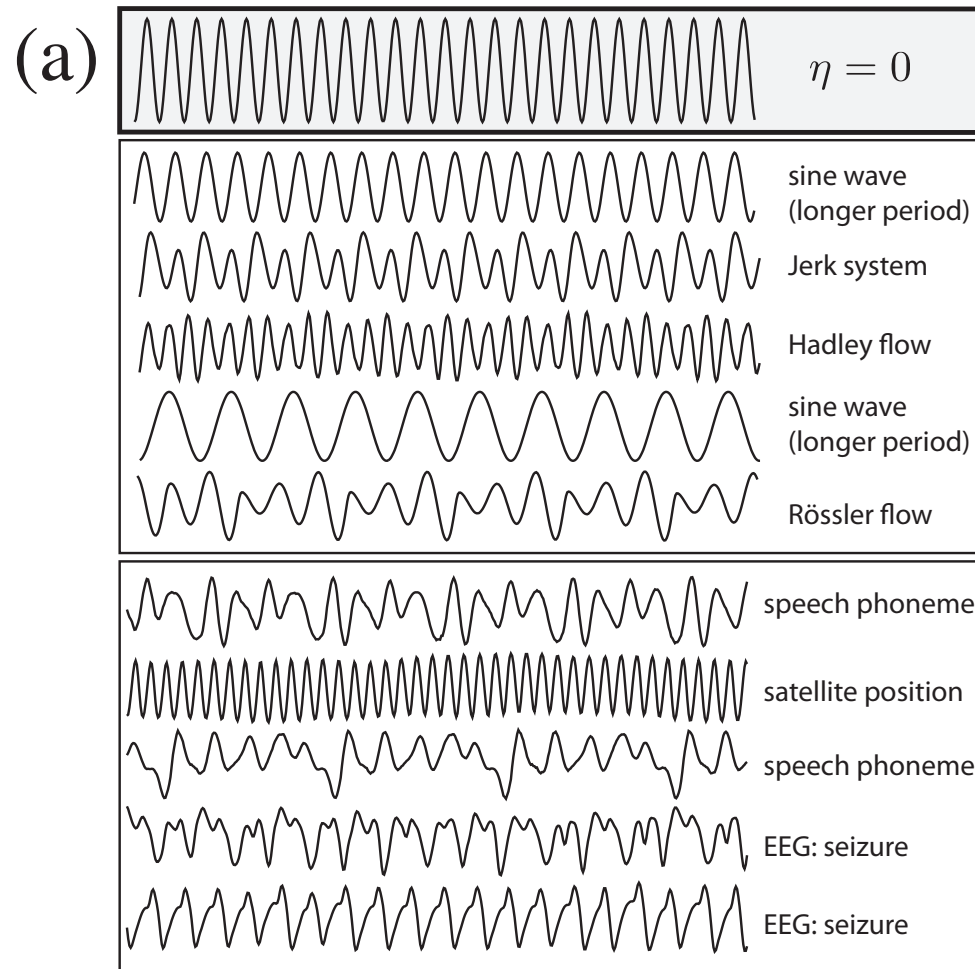 (a)
η = 0
sine wave
(longer period)
Jerk system
Hadley flow
sine wave
(longer period)
Rössler flow
speech phoneme
satellite position
speech phoneme
EEG: seizure
EEG: seizure